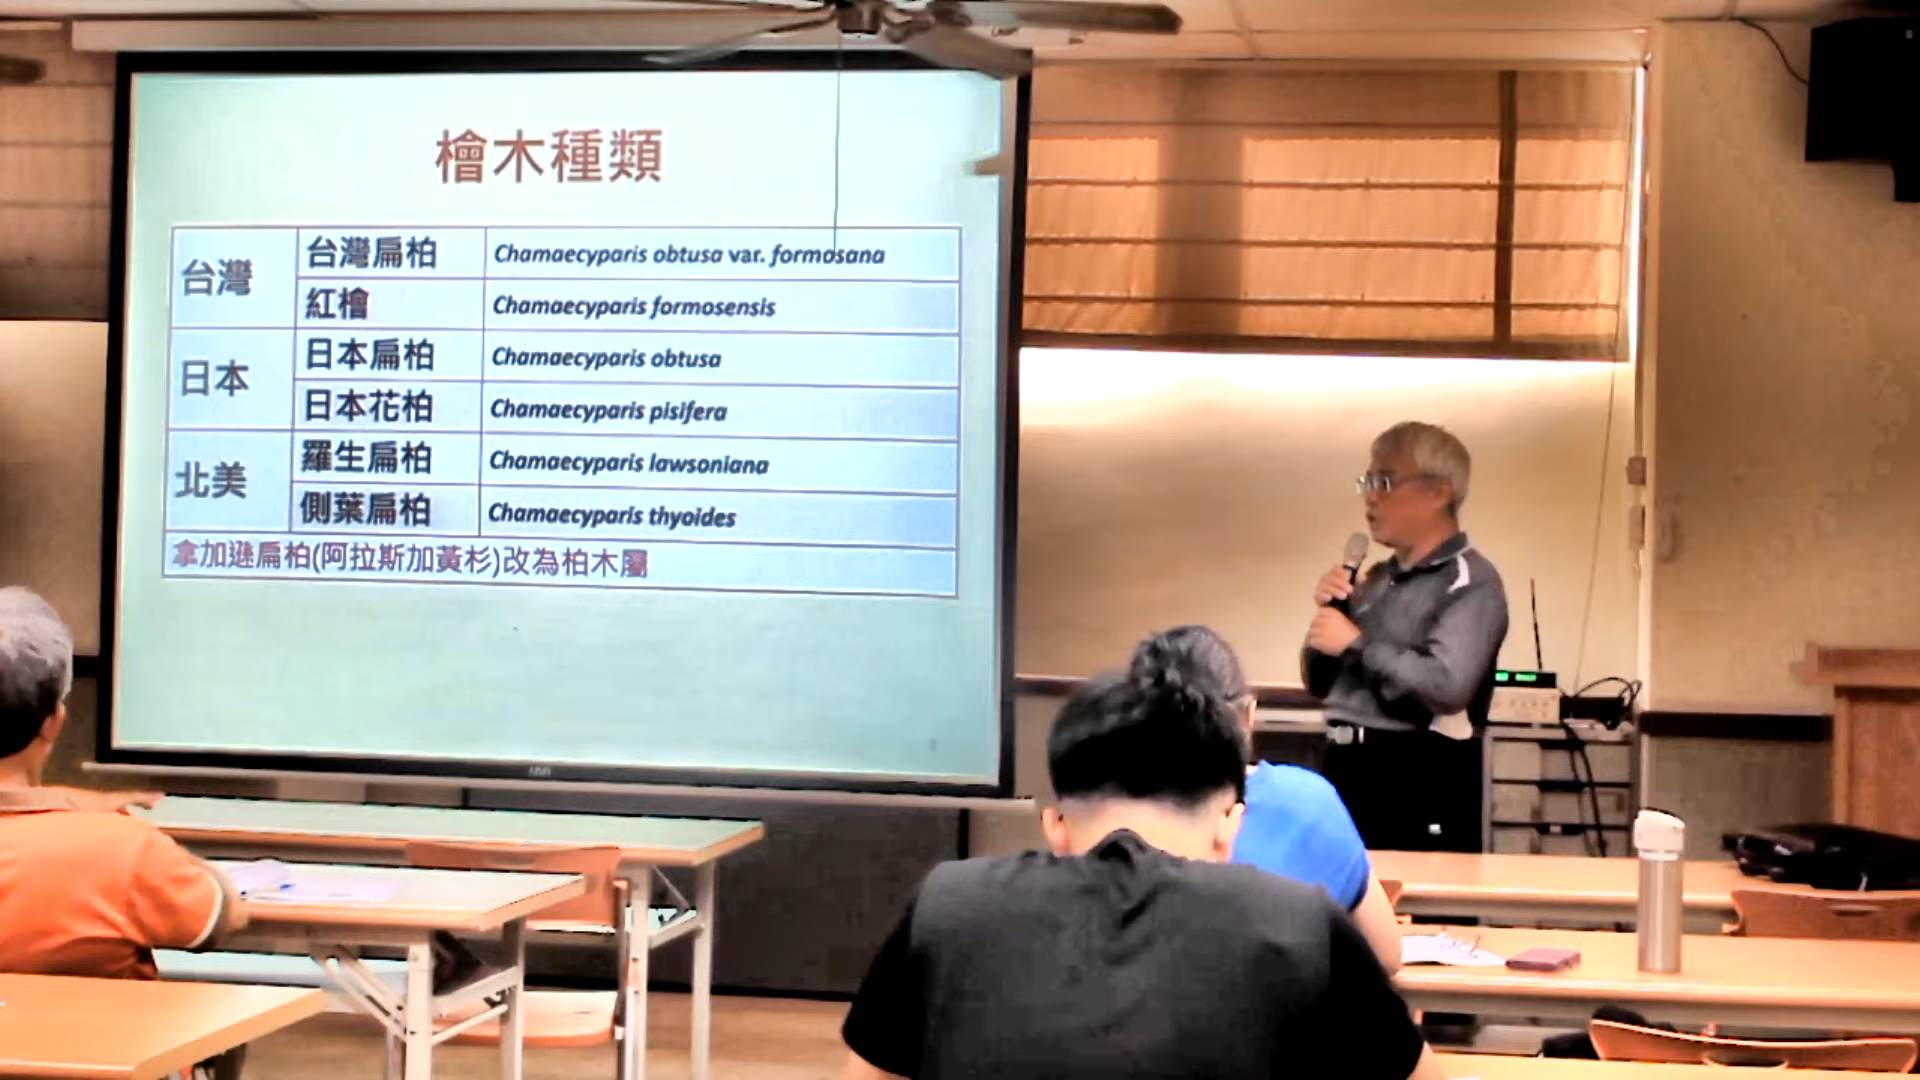 檜木種類
台灣
台灣扁柏 Chamaecyparis obtusa var. formosana
紅檜 Chamaecyparis formosensis
日本
日本扁柏 Chamaecyparis obtusa
日本花柏 Chamaecyparis pisifera
北美
羅生扁柏 Chamaecyparis lawsoniana
側葉扁柏 Chamaecyparis thyoides
拿加逖扁柏(阿拉斯加黃杉)改為柏木屬